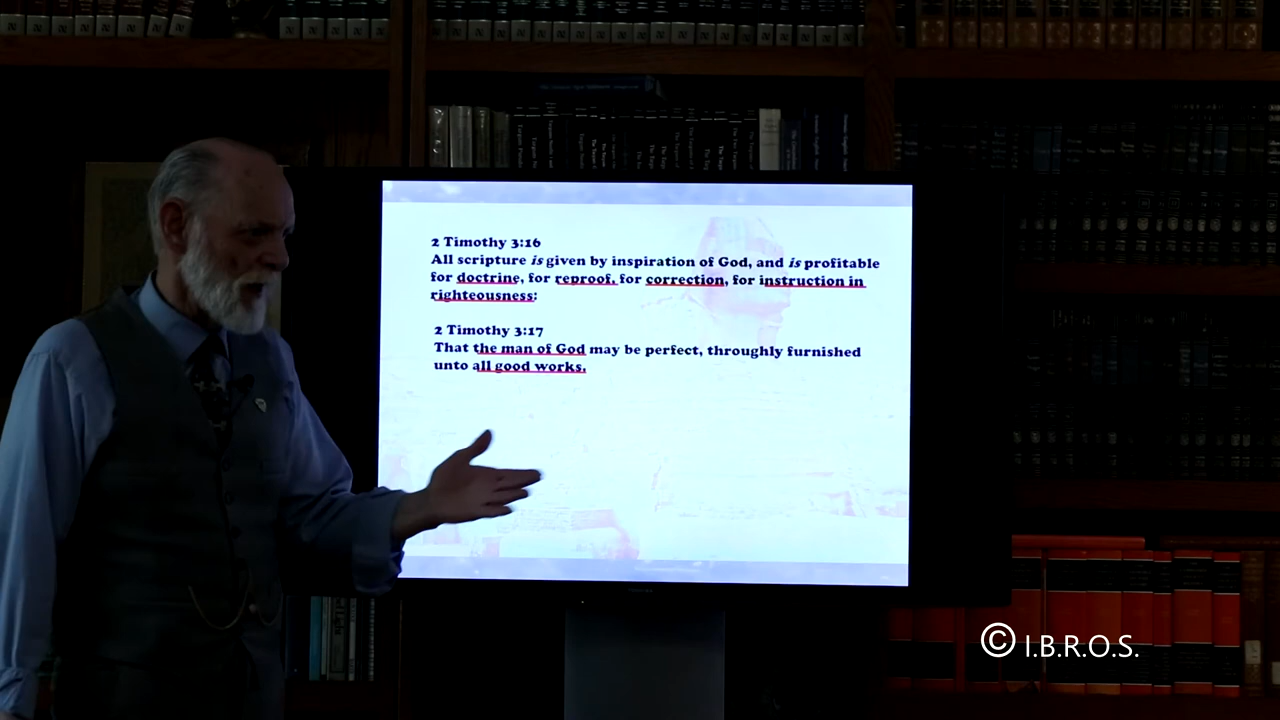 2 Timothy 3:16
All scripture is given by inspiration of God, and is profitable
for doctrine, for reproof, for correction, for instruction in
righteousness:
2 Timothy 3:17
That the man of God may be perfect, throughly furnished
unto all good works.
© I.B.R.O.S.